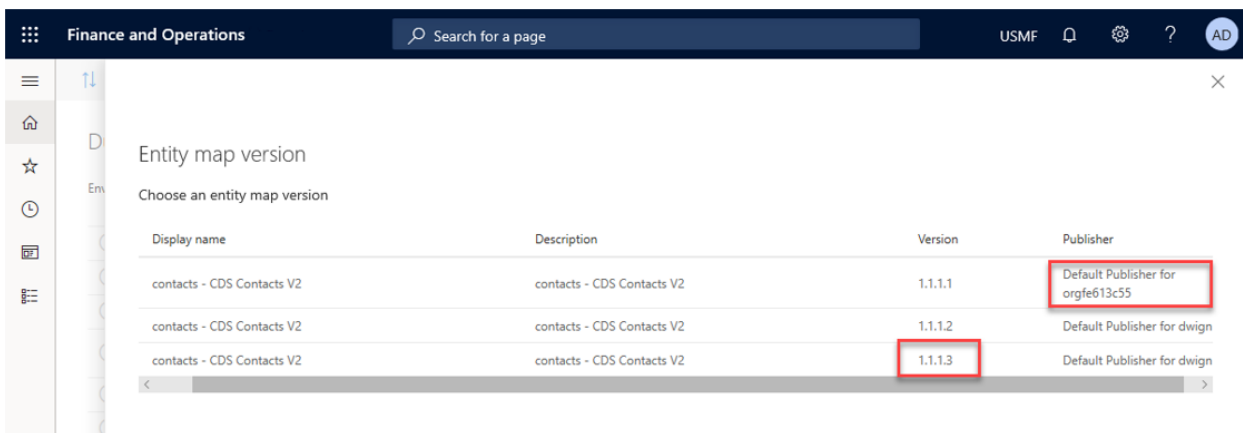 Finance and Operations
Search for a page
USMF
?
AD
D
Env
Entity map version
Choose an entity map version
Display name Description Version Publisher
contacts - CDS Contacts V2 contacts - CDS Contacts V2 1.1.1.1 Default Publisher for
orgfe613c55
contacts - CDS Contacts V2 contacts - CDS Contacts V2 1.1.1.2 Default Publisher for dwign
contacts - CDS Contacts V2 contacts - CDS Contacts V2 1.1.1.3 Default Publisher for dwign